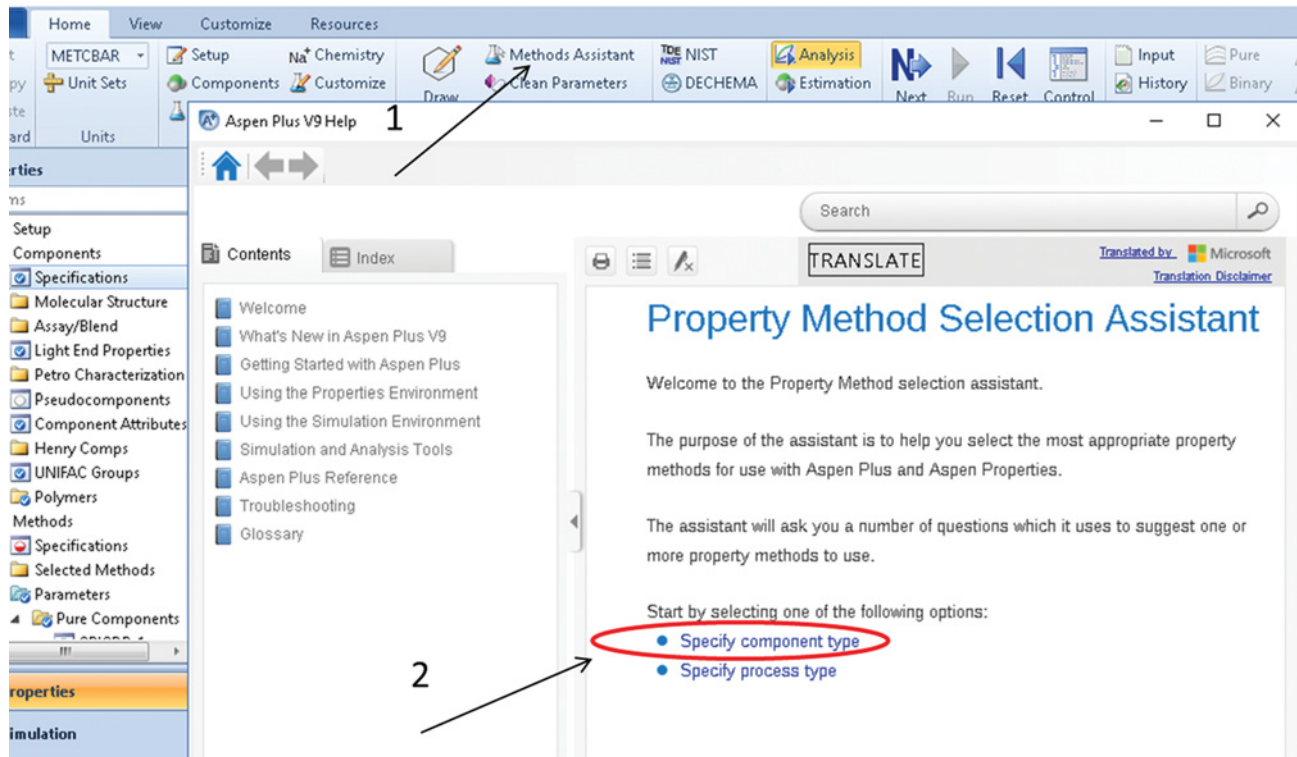 Home View Customize Resources
METCBAR Setup Na+ Chemistry Methods Assistant NIST Analysis Input Pure
Unit Sets Components Customize Clean Parameters DECHEMA Estimation History Binary
Draw Next Run Reset Control
Units
Aspen Plus V9 Help 1
Search
Contents Index TRANSLATE Translated by Microsoft
Translation Disclaimer
Setup
Components
Specifications
Molecular Structure
Assay/Blend
Light End Properties
Petro Characterization
Pseudocomponents
Component Attributes
Henry Comps
UNIFAC Groups
Polymers
Methods
Specifications
Selected Methods
Parameters
Pure Components
roperties
imulation
Welcome
What's New in Aspen Plus V9
Getting Started with Aspen Plus
Using the Properties Environment
Using the Simulation Environment
Simulation and Analysis Tools
Aspen Plus Reference
Troubleshooting
Glossary
2
Property Method Selection Assistant
Welcome to the Property Method selection assistant.
The purpose of the assistant is to help you select the most appropriate property
methods for use with Aspen Plus and Aspen Properties.
The assistant will ask you a number of questions which it uses to suggest one or
more property methods to use.
Start by selecting one of the following options:
Specify component type
Specify process type